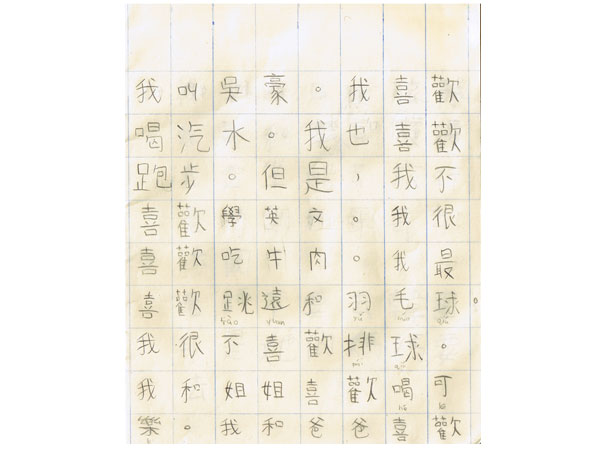 我叫吳豪。我喜歡
喝汽水。我也喜歡
跑步。但是，我不
喜歡學英文。我很
喜歡吃牛肉。我最
喜歡跳遠和羽毛球。
我很不喜歡排球。
我和姐姐喜歡喝可
樂。我和爸爸喜歡